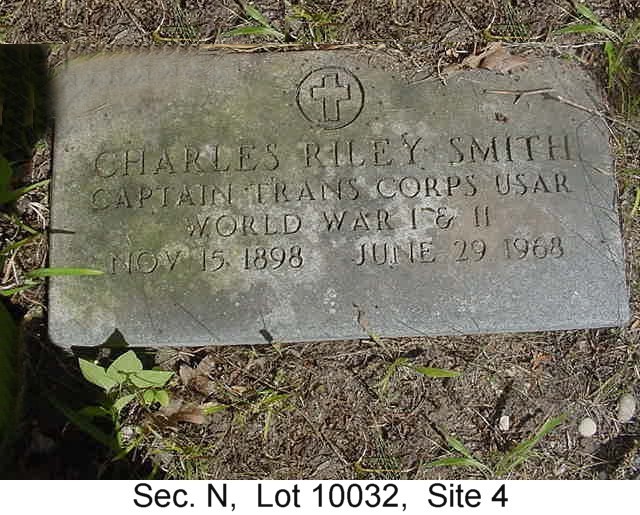 CHARLES RILEY SMITH
CAPTAIN TRANS CORPS USAR
WORLD WAR I & II
NOV 15 1898 JUNE 29 1968
Sec. N, Lot 10032, Site 4